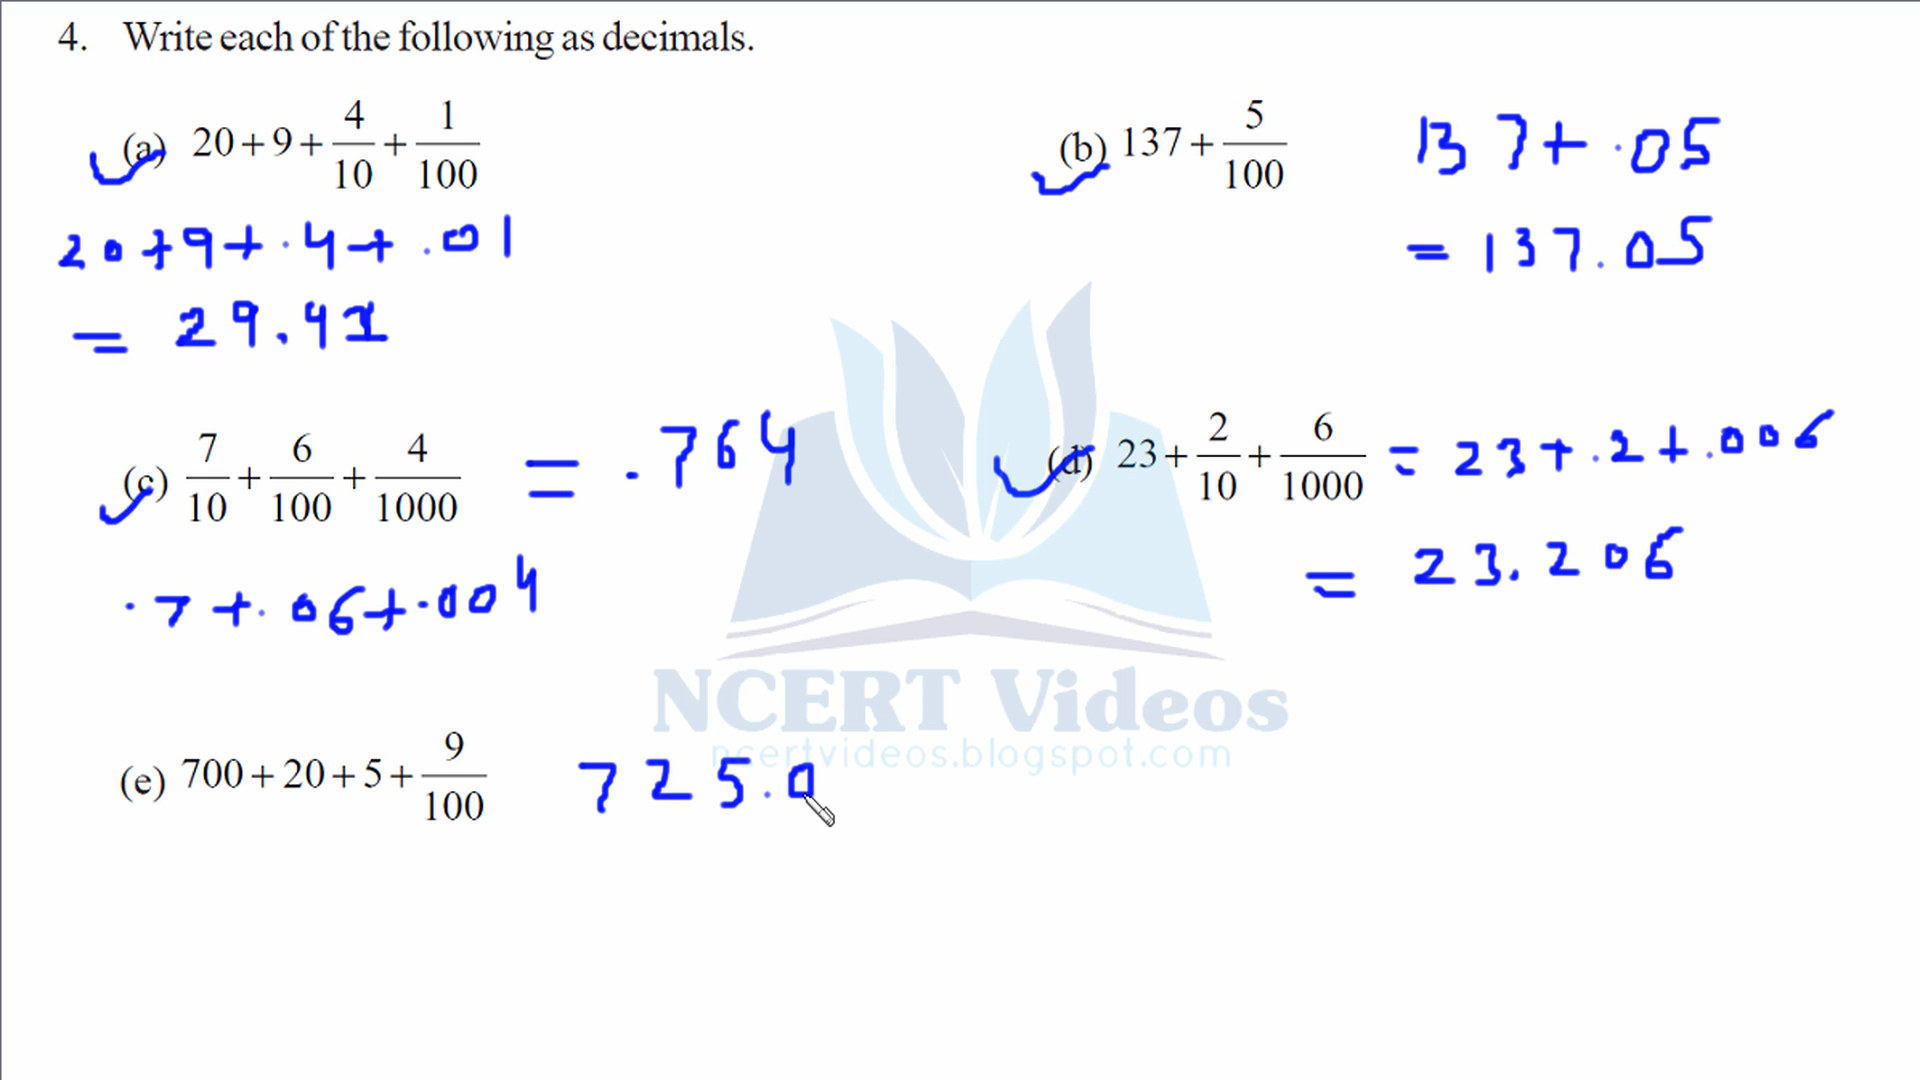 4. Write each of the following as decimals.
(a) 20+9+4/10+1/100
20+9+.4+.01
= 29.41
(b) 137+5/100
137+.05
= 137.05
(c) 7/10+6/100+4/1000 = .764
.7+.06+.004
(d) 23+2/10+6/1000 = 23+.2+.006
= 23.206
(e) 700+20+5+9/100 725.0
NCERT Videos
ncertvideos.blogspot.com